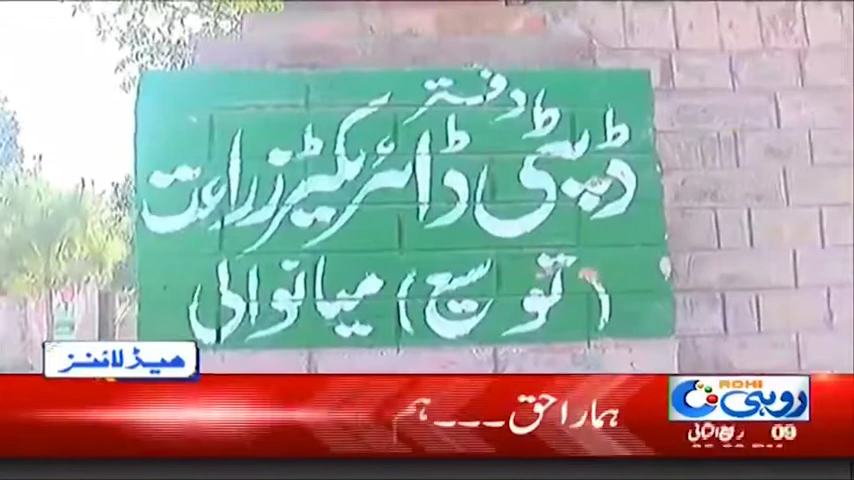 دفتر
ڈپٹی ڈائریکٹر زراعت
(توسیع) میانوالی
ہیڈلائنز
ہمارا حق۔۔۔ہم
ROHI
روہی
09